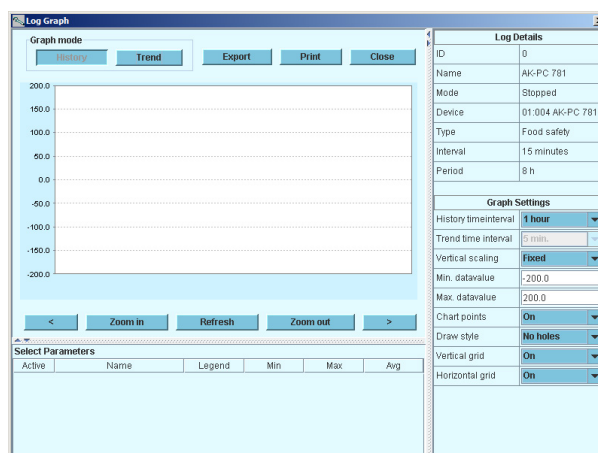 Log Graph
Graph mode
History Trend Export Print Close
200.0
150.0
100.0
50.0
0.0
-50.0
-100.0
-150.0
-200.0
< Zoom in Refresh Zoom out >
Select Parameters
Active Name Legend Min Max Avg
Log Details
ID 0
Name AK-PC 781
Mode Stopped
Device 01:004 AK-PC 781
Type Food safety
Interval 15 minutes
Period 8 h
Graph Settings
History timeinterval 1 hour
Trend time interval 5 min.
Vertical scaling Fixed
Min. datavalue -200.0
Max. datavalue 200.0
Chart points On
Draw style No holes
Vertical grid On
Horizontal grid On